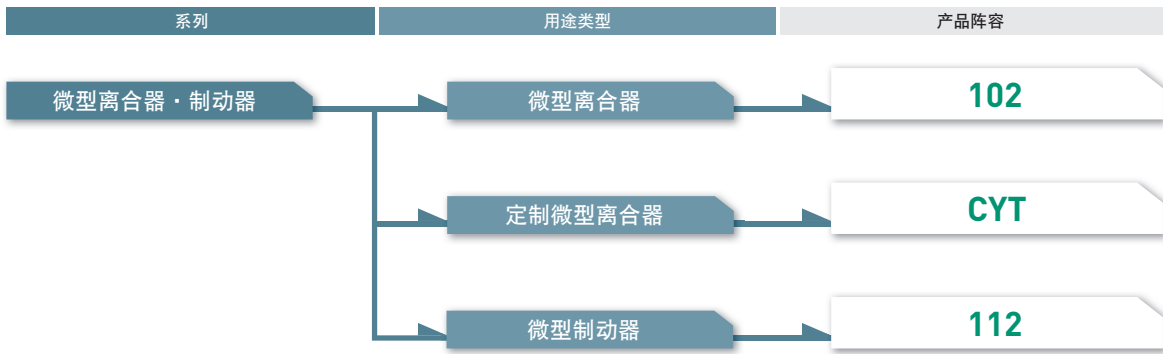 系列
用途类型
产品阵容
微型离合器・制动器
微型离合器
102
定制微型离合器
CYT
微型制动器
112